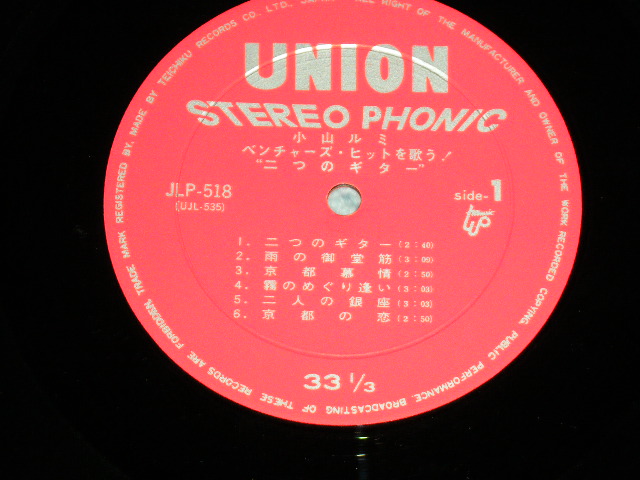 UNION
STEREO PHONIC
小山ルミ
ベンチャーズ・ヒットを歌う!
“二つのギター”
JLP-518
(UJL-535)
side-1
music
1. 二つのギター (2:40)
2. 雨の御堂筋 (3:09)
3. 京都慕情 (2:50)
4. 霧のめぐり逢い (3:03)
5. 二人の銀座 (3:03)
6. 京都の恋 (2:50)
33 1/3
TRADE MARK REGISTERED BY. MADE BY TEICHIKU RECORDS CO. LTD., JAPAN ALL RIGHT OF THE MANUFACTURER AND OWNER OF THE WORK RECORDED COPYING, PUBLIC PERFORMANCE, BROADCASTING OF THESE RECORDS ARE FORBIDDEN.